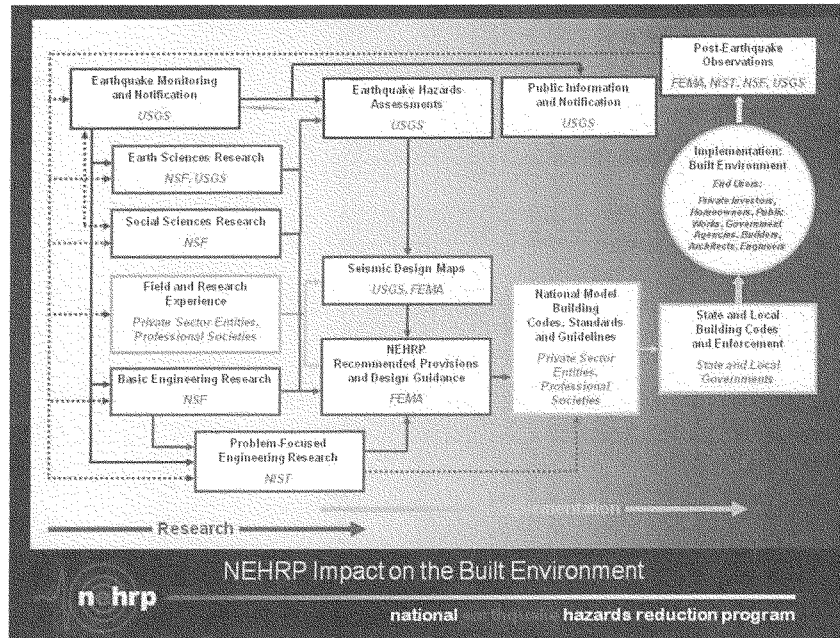 Post-Earthquake
Observations
FEMA, NIST, NSF, USGS
Earthquake Monitoring
and Notification
USGS
Earthquake Hazards
Assessments
USGS
Public Information
and Notification
USGS
Earth Sciences Research
NSF, USGS
Social Sciences Research
NSF
Field and Research
Experience
Private Sector Entities,
Professional Societies
Basic Engineering Research
NSF
Problem-Focused
Engineering Research
NIST
Seismic Design Maps
USGS, FEMA
NEHRP
Recommended Provisions
and Design Guidance
FEMA
National Model
Building
Codes, Standards
and Guidelines
Private Sector
Entities,
Professional
Societies
State and Local
Building Codes
and Enforcement
State and Local
Governments
Implementation:
Built Environment
End Users:
Private Investors,
Homeowners, Public
Works, Government
Agencies, Builders,
Architects, Engineers
Research
NEHRP Impact on the Built Environment
nehrp
national earthquake hazards reduction program